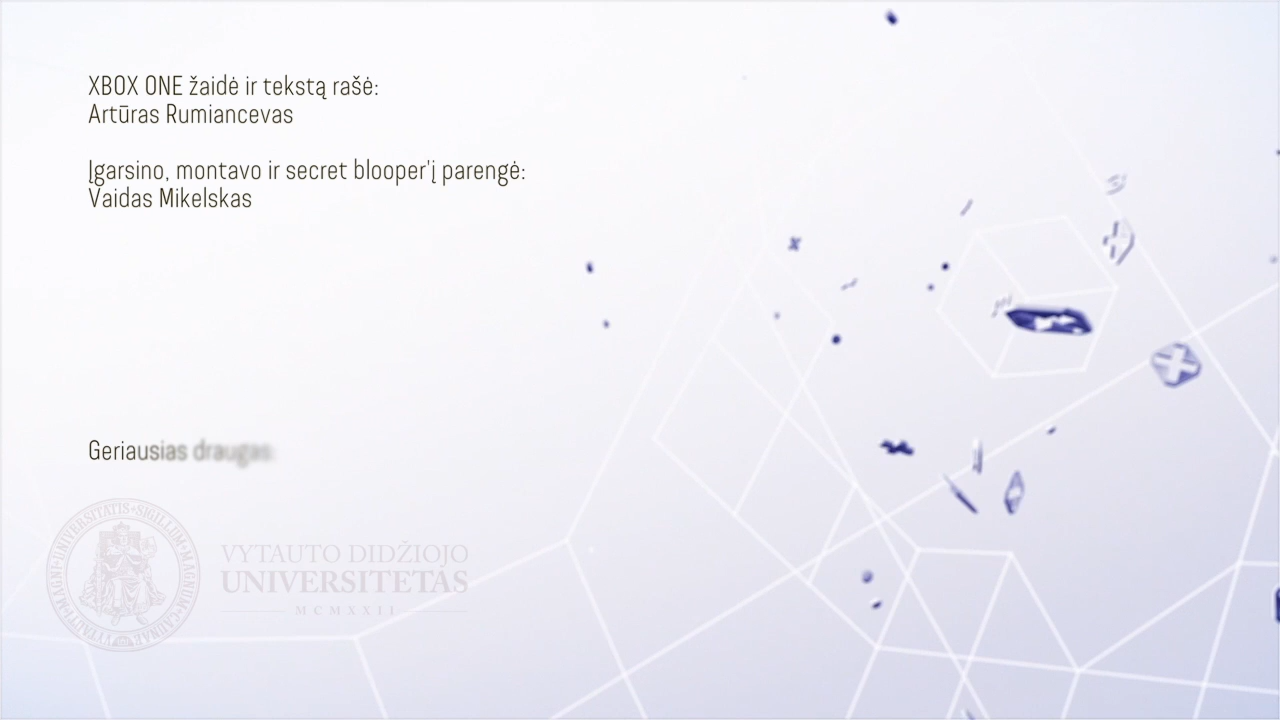 XBOX ONE žaidė ir tekstą rašė:
Artūras Rumiancevas
Įgarsino, montavo ir secret blooper'į parengė:
Vaidas Mikelskas
Geriausias draugas
VYTAUTO DIDŽIOJO
UNIVERSITETAS
MCMXXII